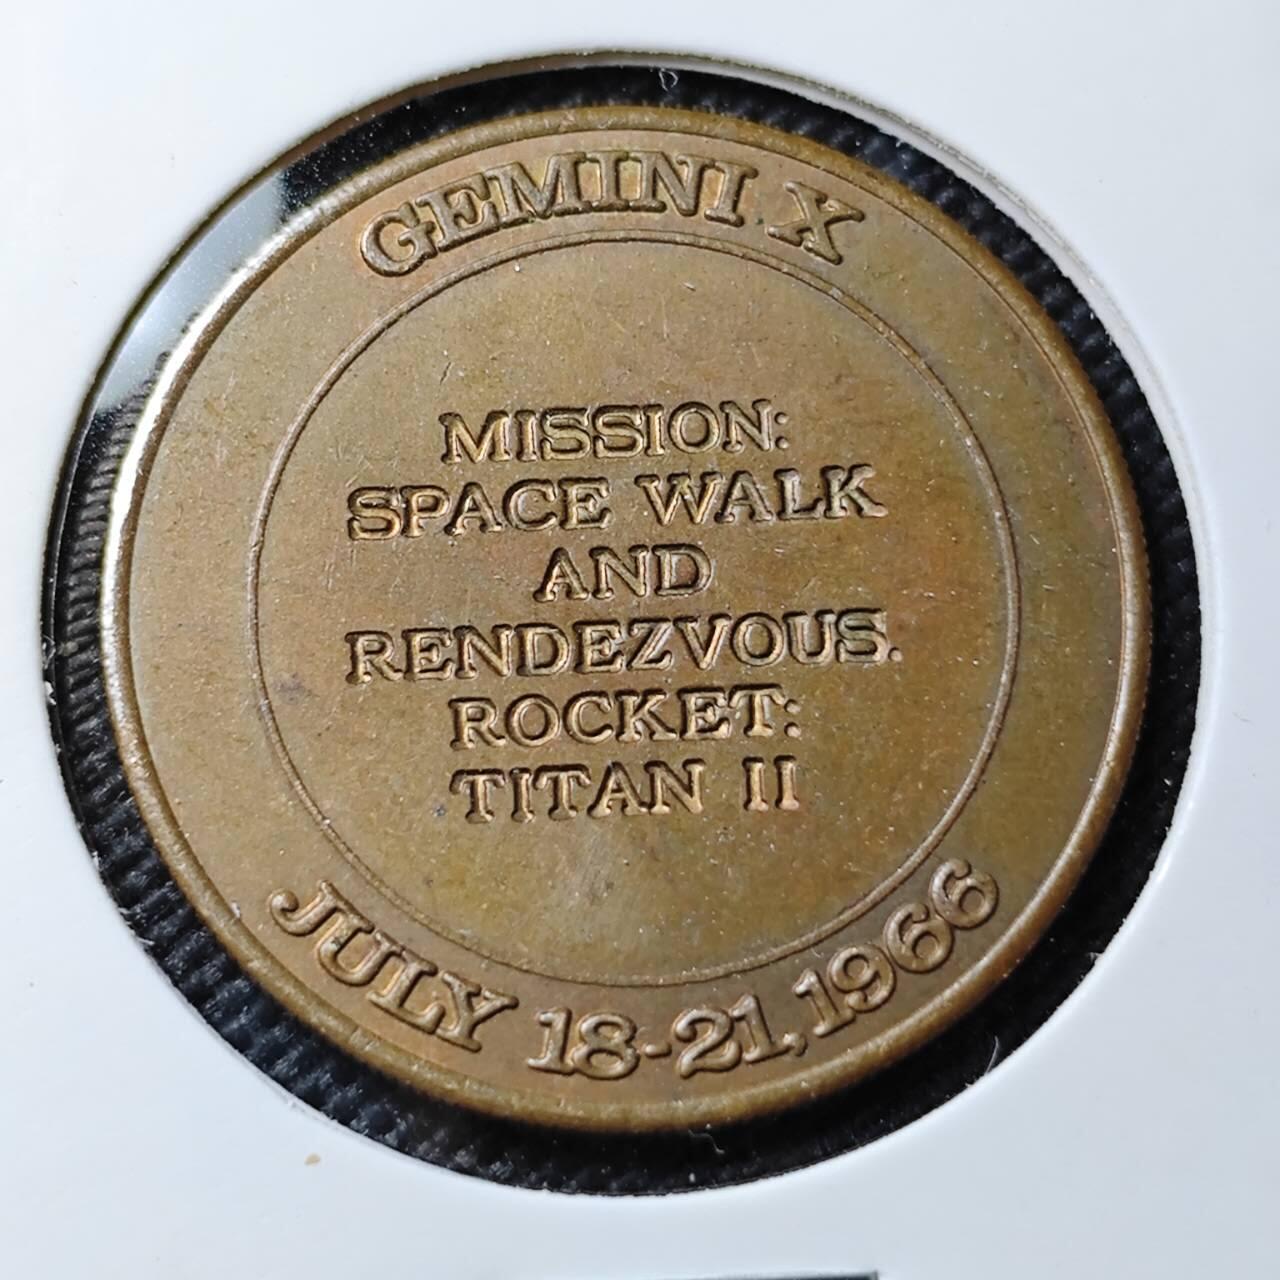 GEMINI X
MISSION:
SPACE WALK
AND
RENDEZVOUS.
ROCKET:
TITAN II
JULY 18-21, 1966